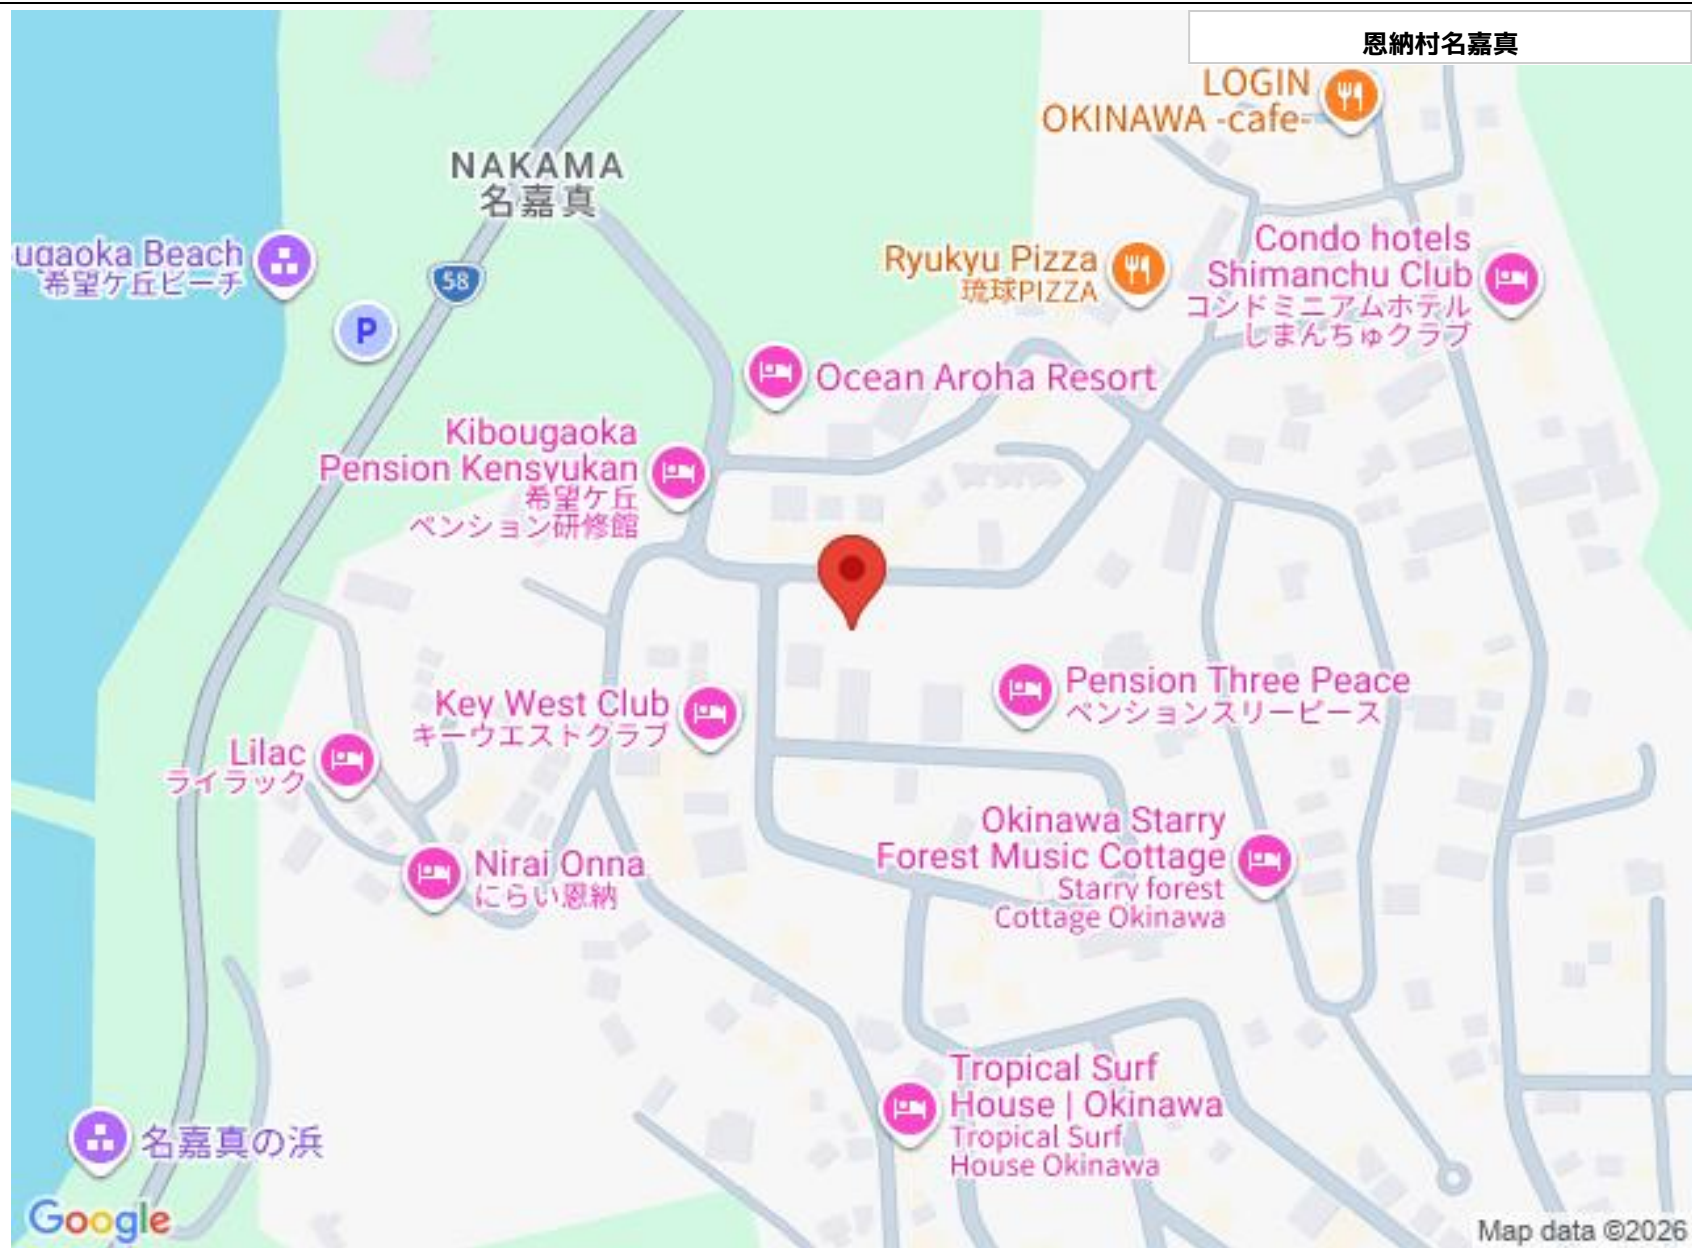 恩納村名嘉真
LOGIN
OKINAWA -cafe-
NAKAMA
名嘉真
ugaoka Beach
希望ケ丘ビーチ
58
P
Ryukyu Pizza
琉球PIZZA
Condo hotels
Shimanchu Club
コンドミニアムホテル
しまんちゅクラブ
Ocean Aroha Resort
Kibougaoka
Pension Kensyukan
希望ケ丘
ペンション研修館
Pension Three Peace
ペンションスリーピース
Key West Club
キーウエストクラブ
Lilac
ライラック
Okinawa Starry
Forest Music Cottage
Starry forest
Cottage Okinawa
Nirai Onna
にらい恩納
Tropical Surf
House | Okinawa
Tropical Surf
House Okinawa
名嘉真の浜
Google
Map data ©2026